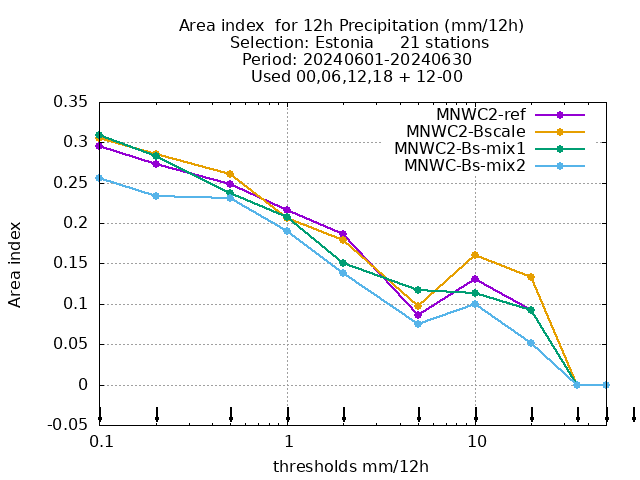 Area index  for 12h Precipitation (mm/12h)
Selection: Estonia     21 stations
Period: 20240601-20240630
Used 00,06,12,18 + 12-00
MNWC2-ref
MNWC2-Bscale
MNWC2-Bs-mix1
MNWC-Bs-mix2
Area index
0.35
0.3
0.25
0.2
0.15
0.1
0.05
0
-0.05
0.1
1
10
thresholds mm/12h